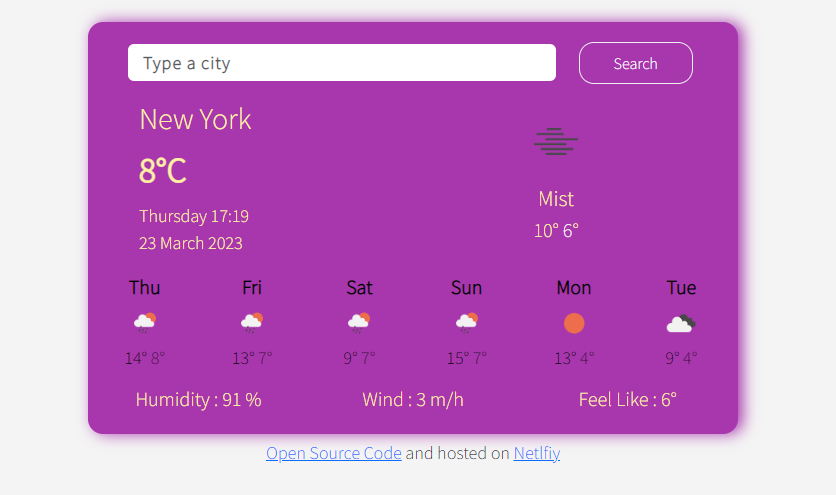 Type a city Search
New York
8°C
Mist
Thursday 17:19
10° 6°
23 March 2023
Thu Fri Sat Sun Mon Tue
14° 8° 13° 7° 9° 7° 15° 7° 13° 4° 9° 4°
Humidity : 91 % Wind : 3 m/h Feel Like : 6°
Open Source Code and hosted on Netlfiy